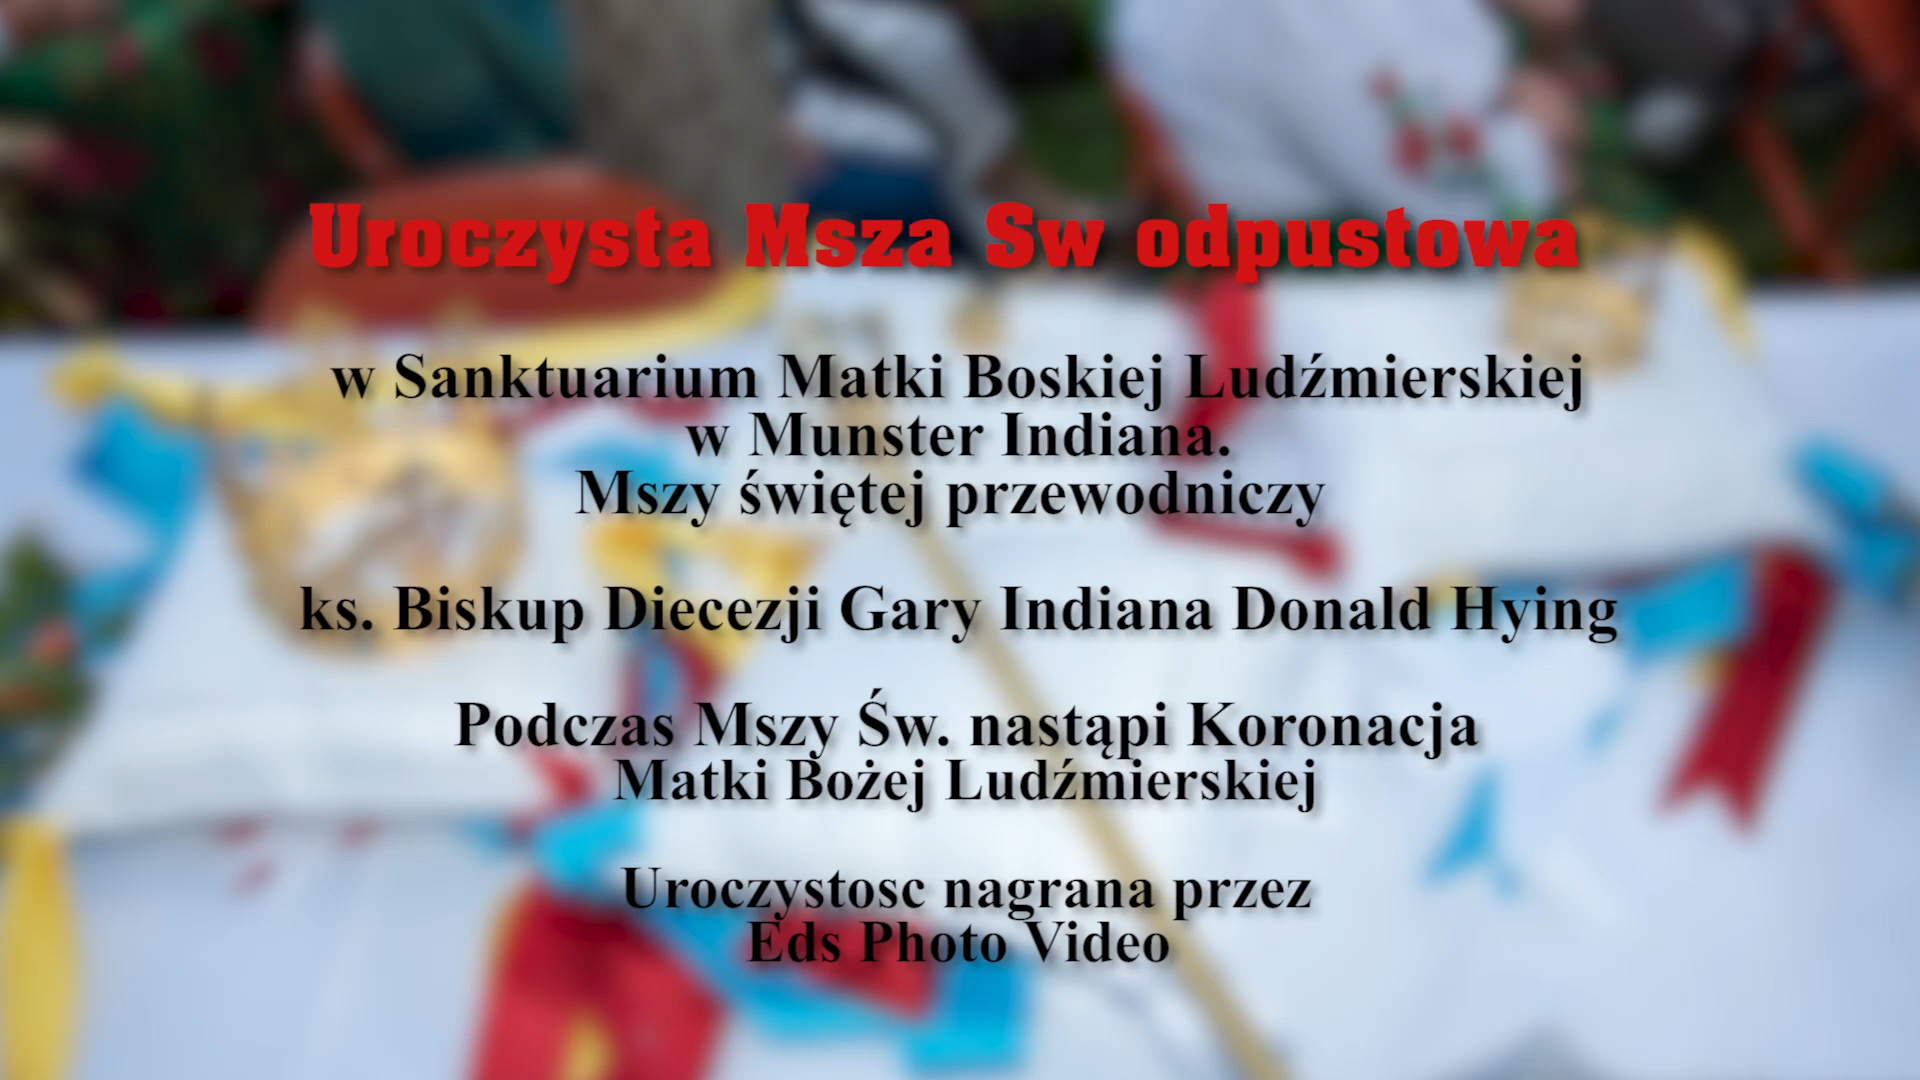 Uroczysta Msza Sw odpustowa
w Sanktuarium Matki Boskiej Ludźmierskiej
w Munster Indiana.
Mszy świętej przewodniczy
ks. Biskup Diecezji Gary Indiana Donald Hying
Podczas Mszy Św. nastąpi Koronacja
Matki Bożej Ludźmierskiej
Uroczystosc nagrana przez
Eds Photo Video